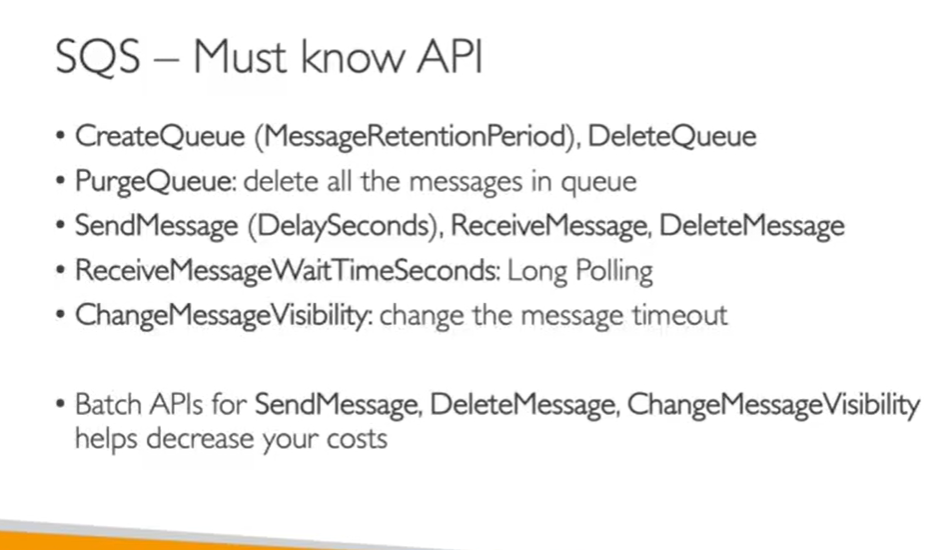 SQS – Must know API
• CreateQueue (MessageRetentionPeriod), DeleteQueue
• PurgeQueue: delete all the messages in queue
• SendMessage (DelaySeconds), ReceiveMessage, DeleteMessage
• ReceiveMessageWaitTimeSeconds: Long Polling
• ChangeMessageVisibility: change the message timeout
• Batch APIs for SendMessage, DeleteMessage, ChangeMessageVisibility
helps decrease your costs